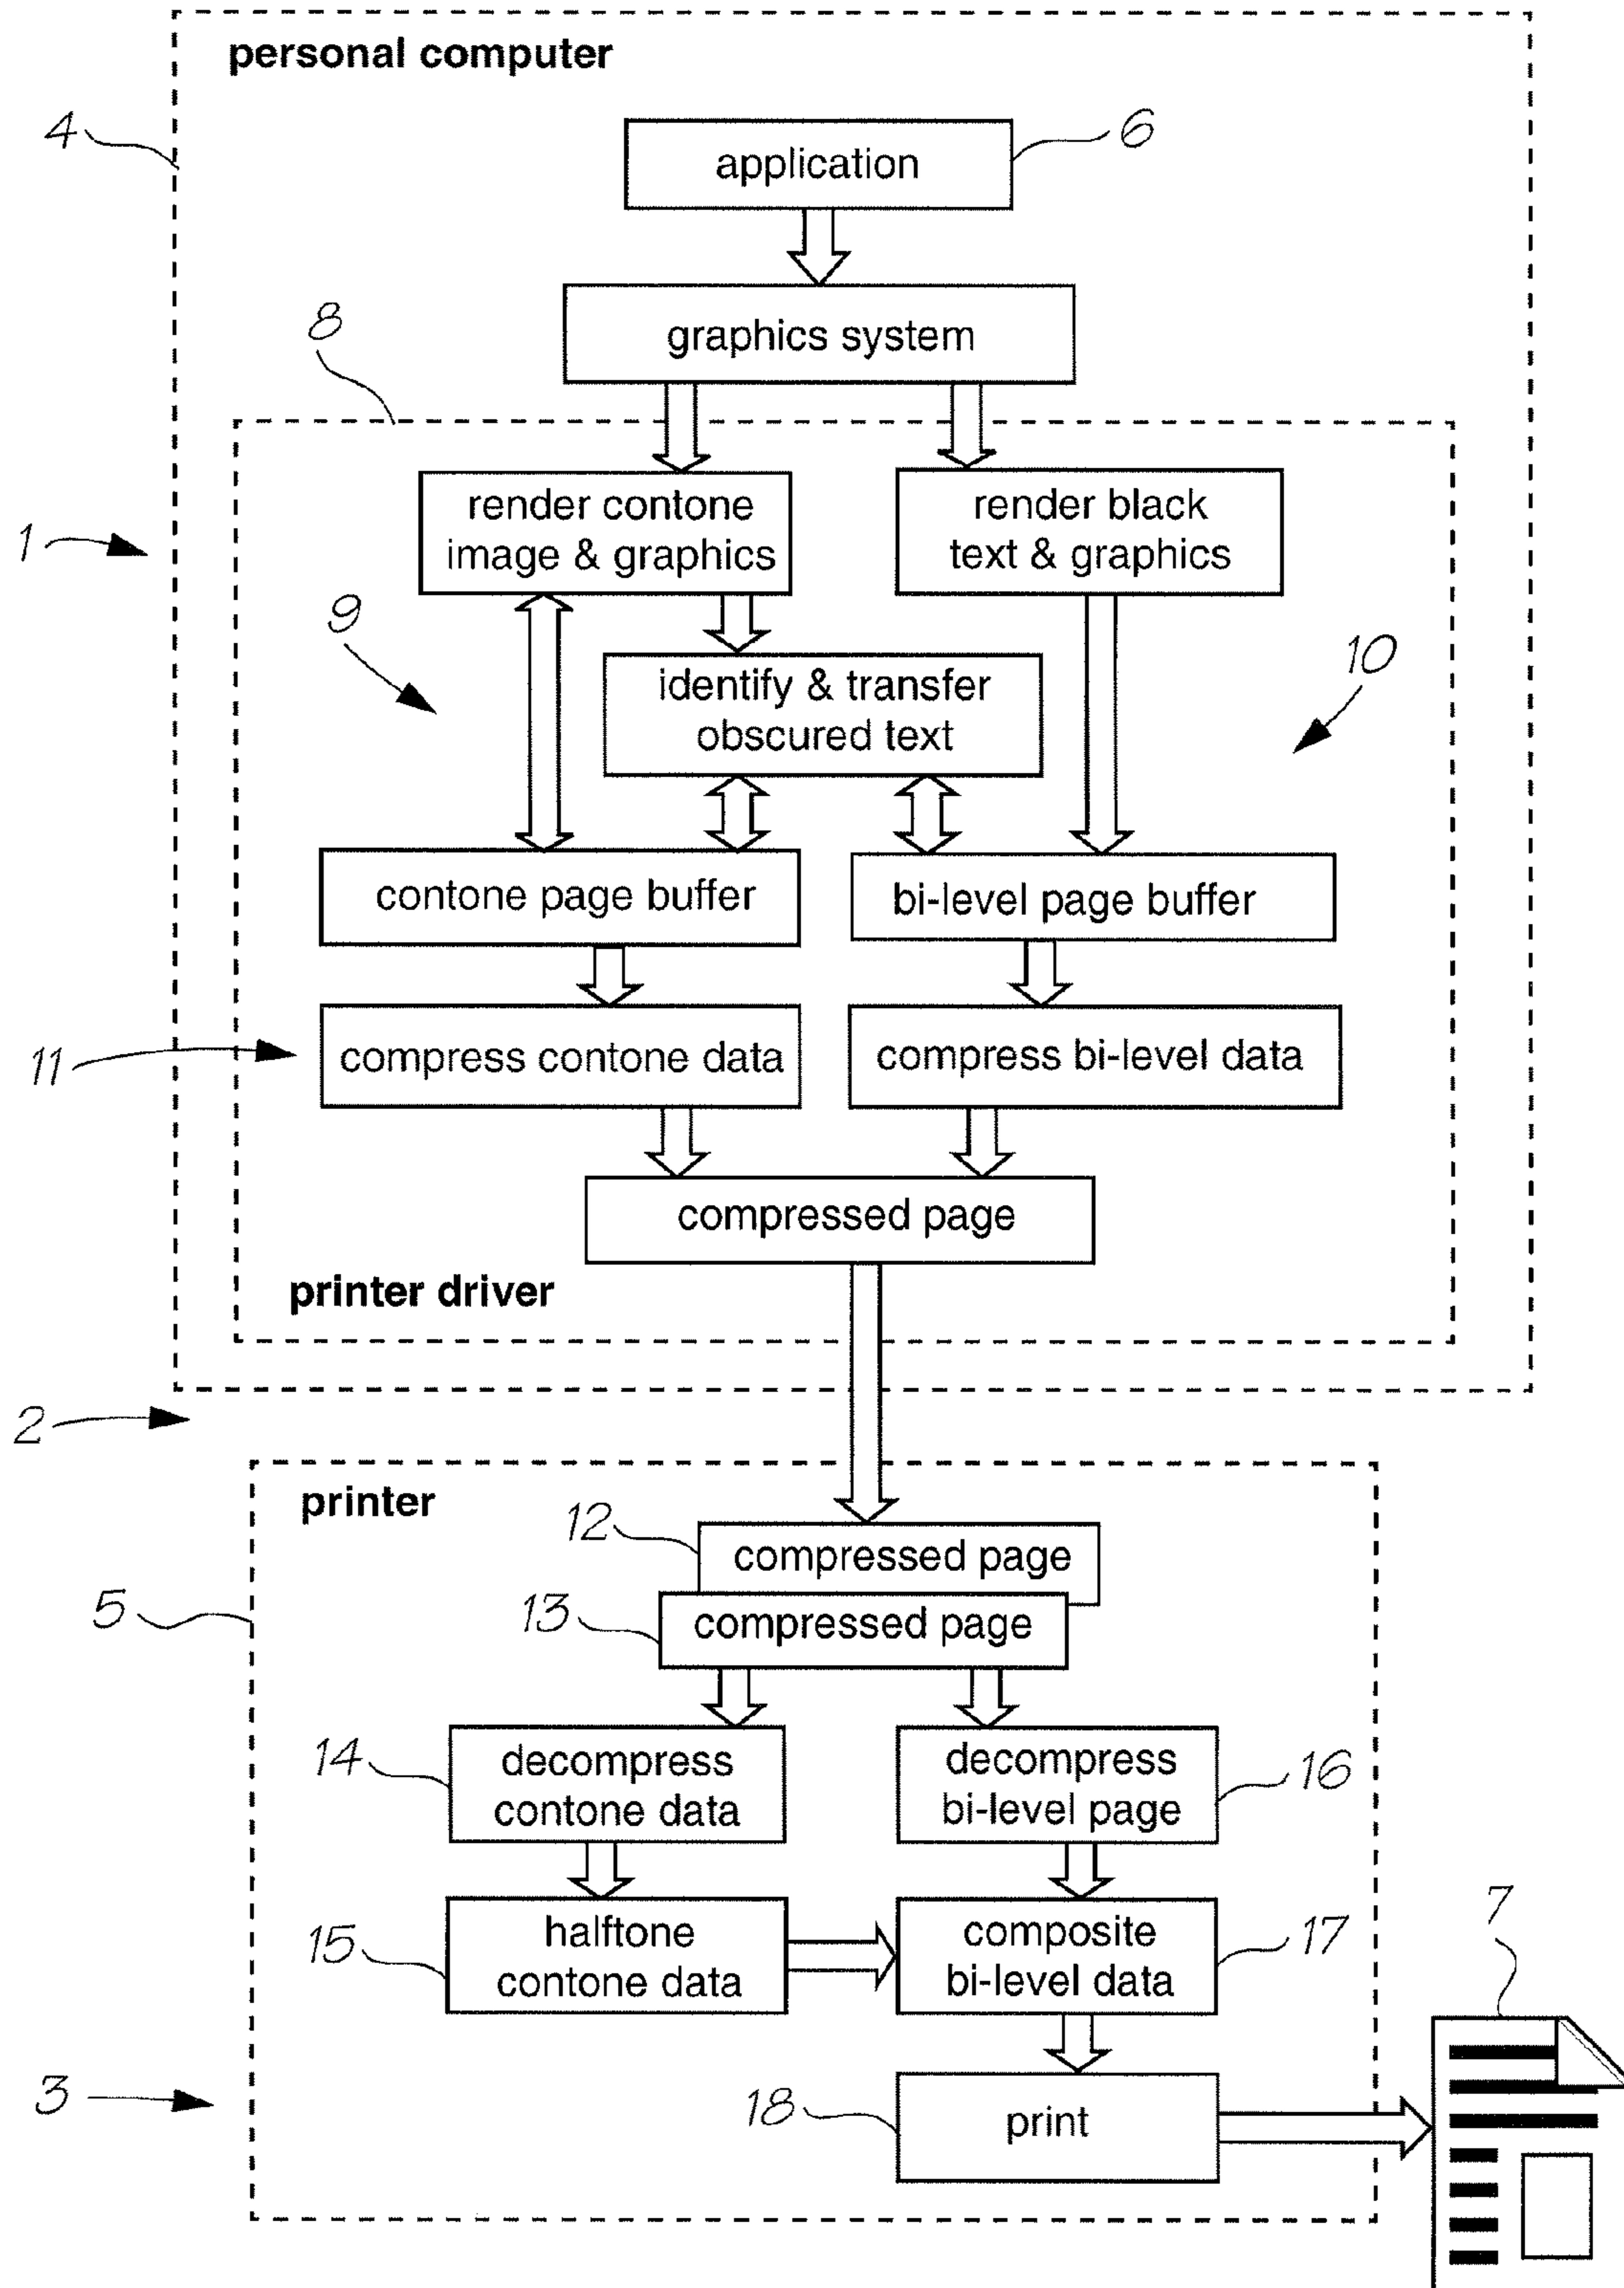 personal computer
4
application
6
graphics system
8
render contone
image & graphics
render black
text & graphics
1
9
identify & transfer
obscured text
10
contone page buffer
bi-level page buffer
11
compress contone data
compress bi-level data
compressed page
printer driver
2
printer
12
compressed page
5
13
compressed page
14
decompress
contone data
decompress
bi-level page
16
15
halftone
contone data
composite
bi-level data
17
7
3
18
print